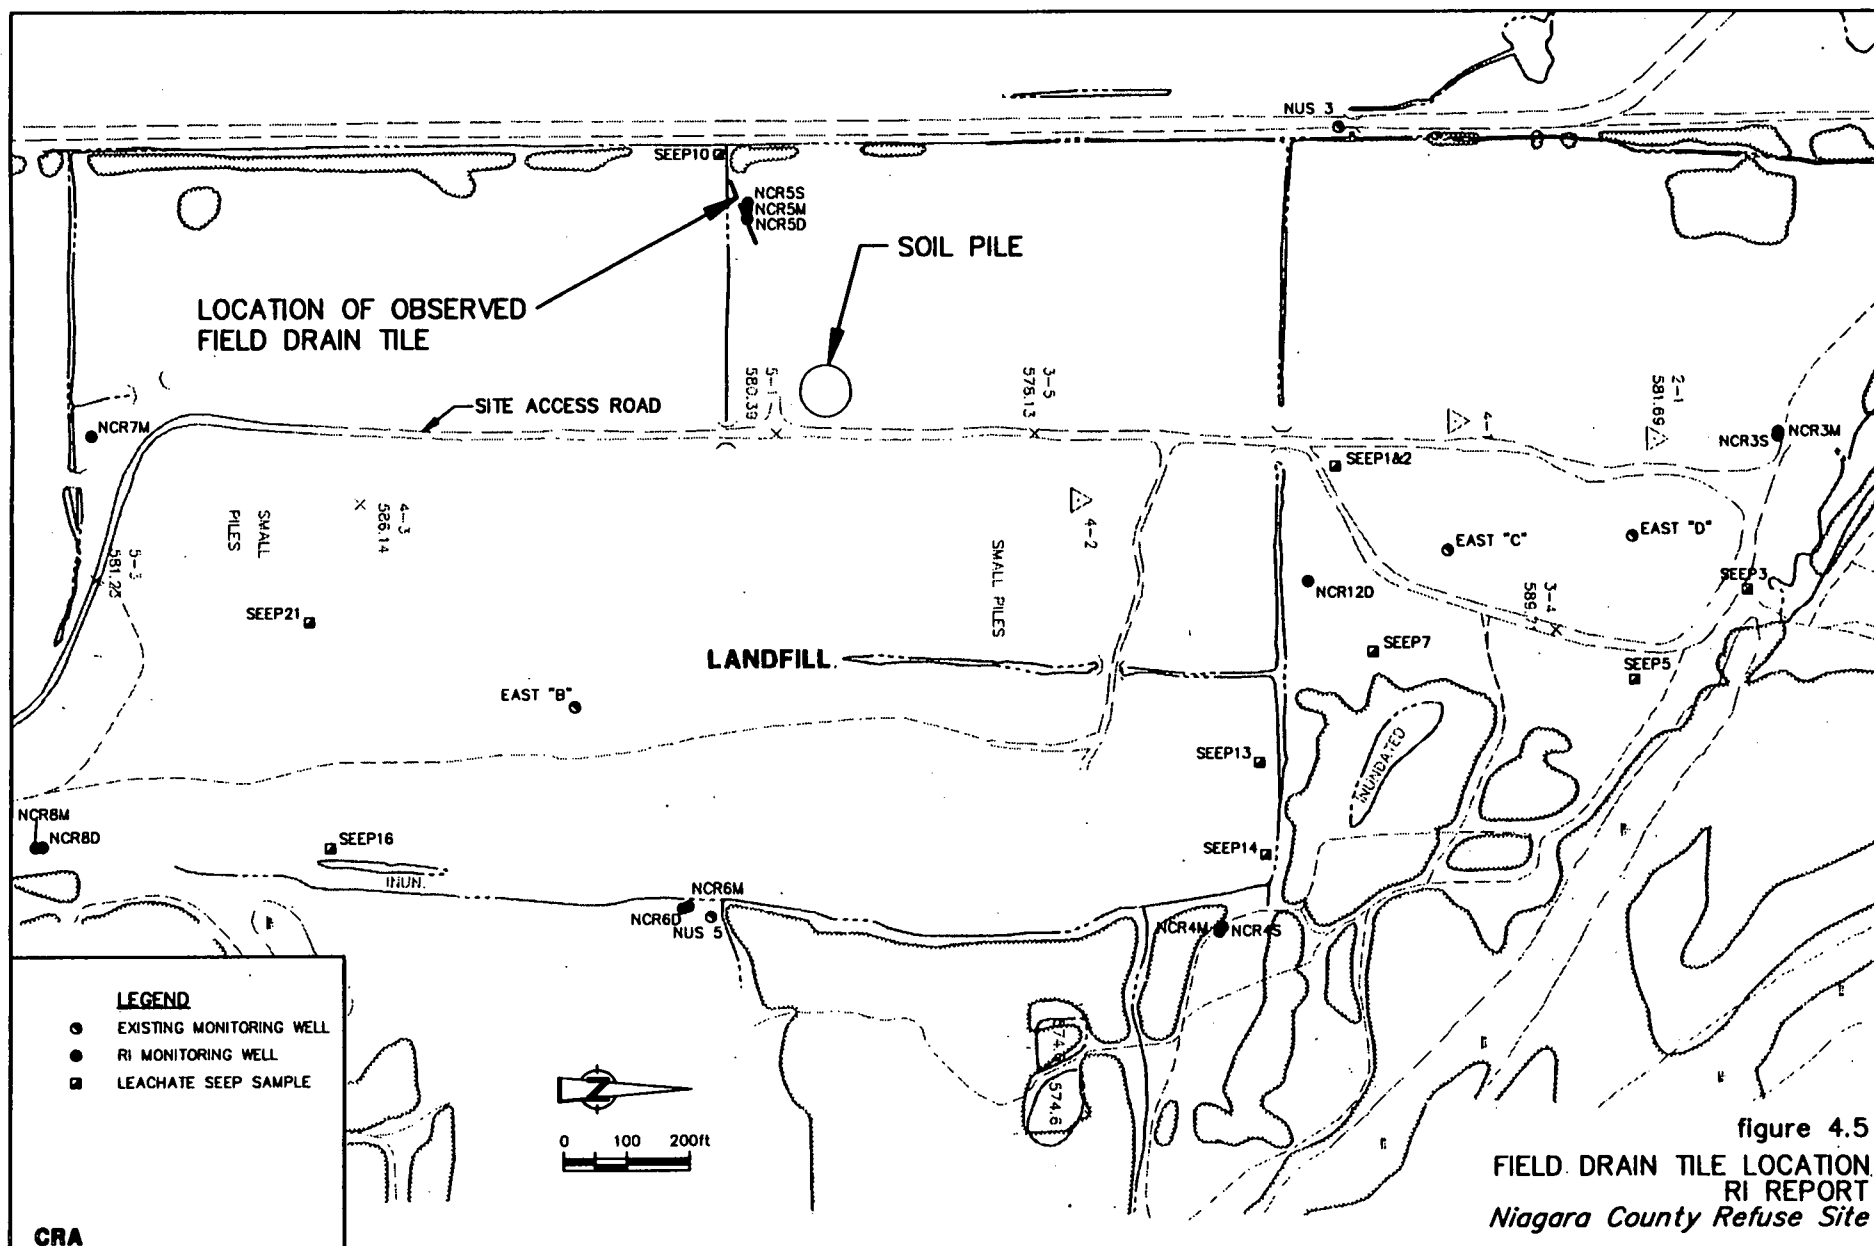 NUS 3
SEEP10
NCR5S
NCR5M
NCR5D
SOIL PILE
LOCATION OF OBSERVED
FIELD DRAIN TILE
SITE ACCESS ROAD
5-1
580.39
3-5
578.13
4-1
2-1
581.69
NCR7M
NCR3S
NCR3M
SEEP1&2
4-3
586.14
SMALL
PILES
4-2
SMALL PILES
EAST "C"
EAST "D"
5-3
SEEP3
NCR12D
3-4
SEEP21
SEEP7
LANDFILL
SEEP5
EAST "B"
SEEP13
INUNDATED
NCR8M
NCR8D
SEEP16
SEEP14
INUN.
NCR6M
NCR6D
NUS 5
NCR4M
NCR4S
574.6
LEGEND
EXISTING MONITORING WELL
RI MONITORING WELL
LEACHATE SEEP SAMPLE
CRA
N
0 100 200ft
figure 4.5
FIELD DRAIN TILE LOCATION
RI REPORT
Niagara County Refuse Site